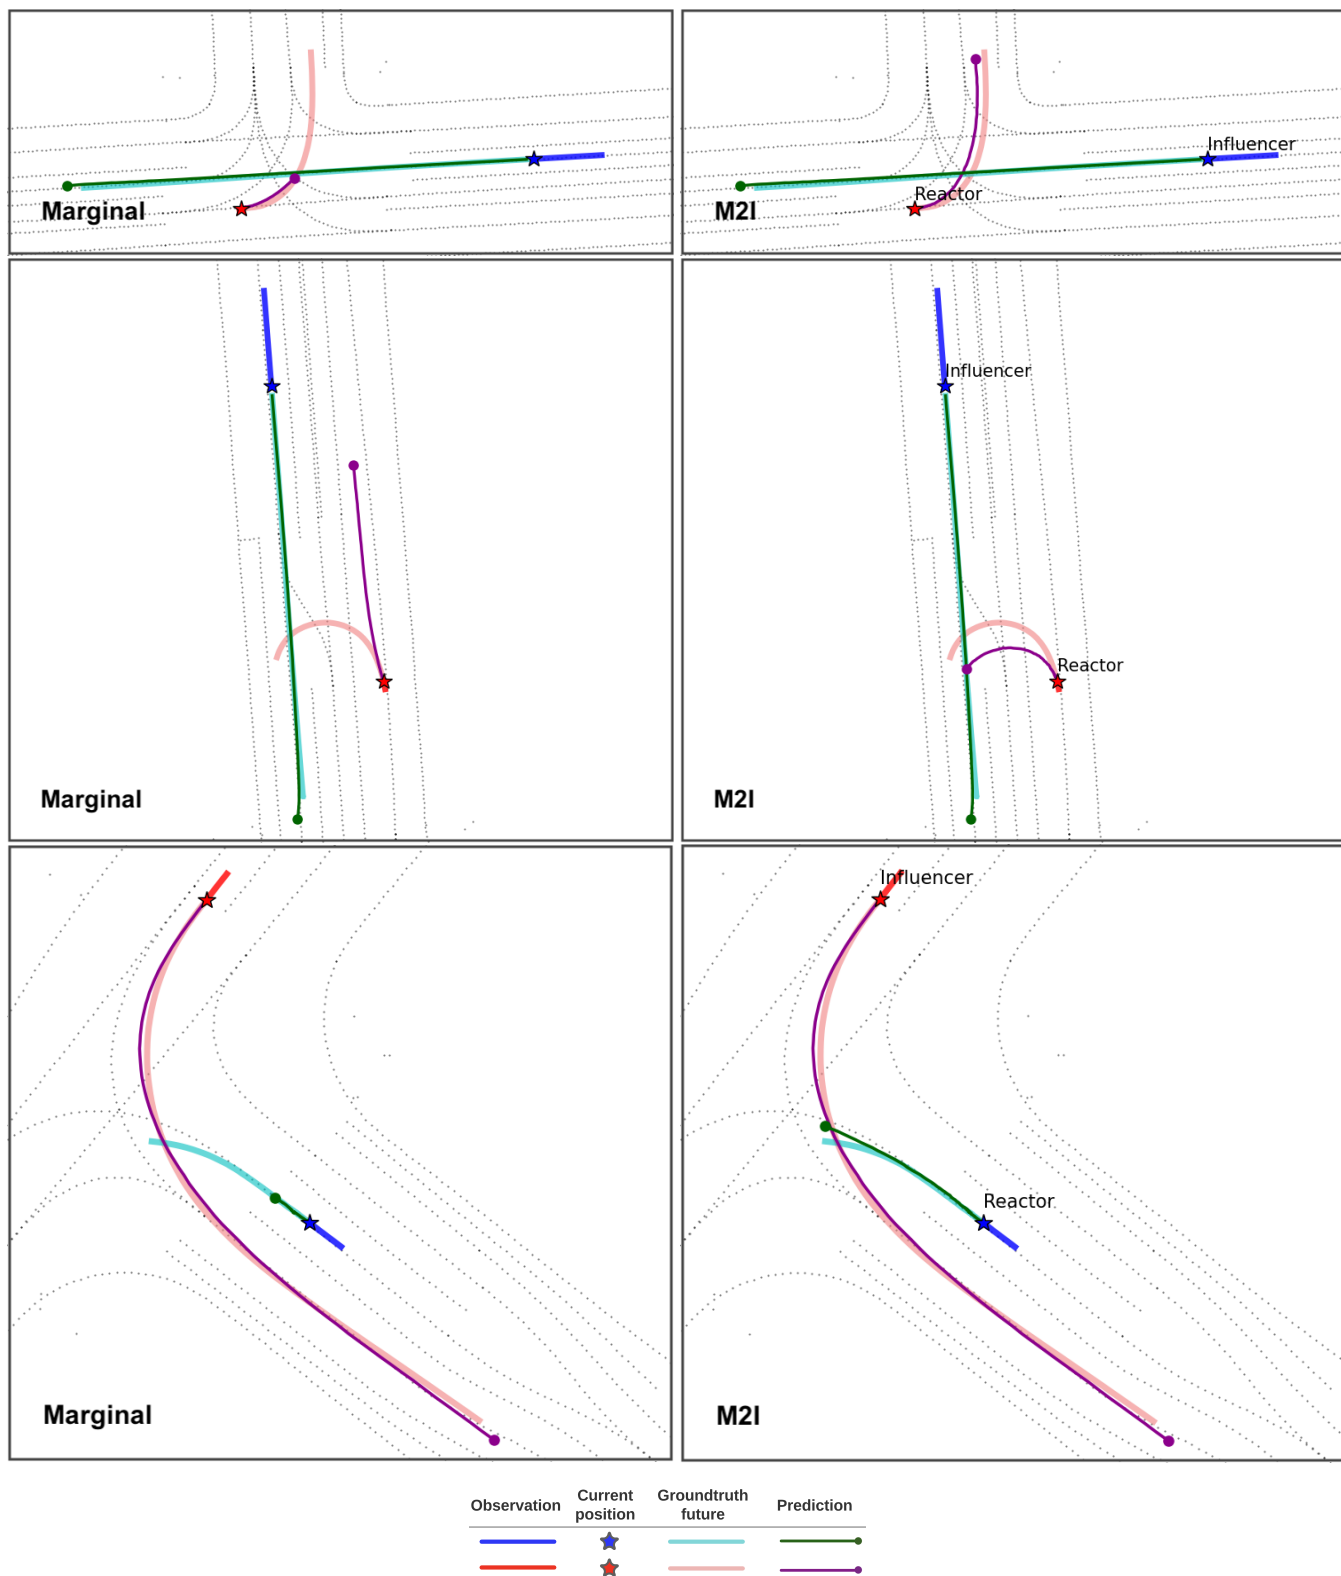 Influencer
Reactor
Marginal
M2I
Influencer
Reactor
Marginal
M2I
Influencer
Reactor
Marginal
M2I
Observation
Current position
Groundtruth future
Prediction